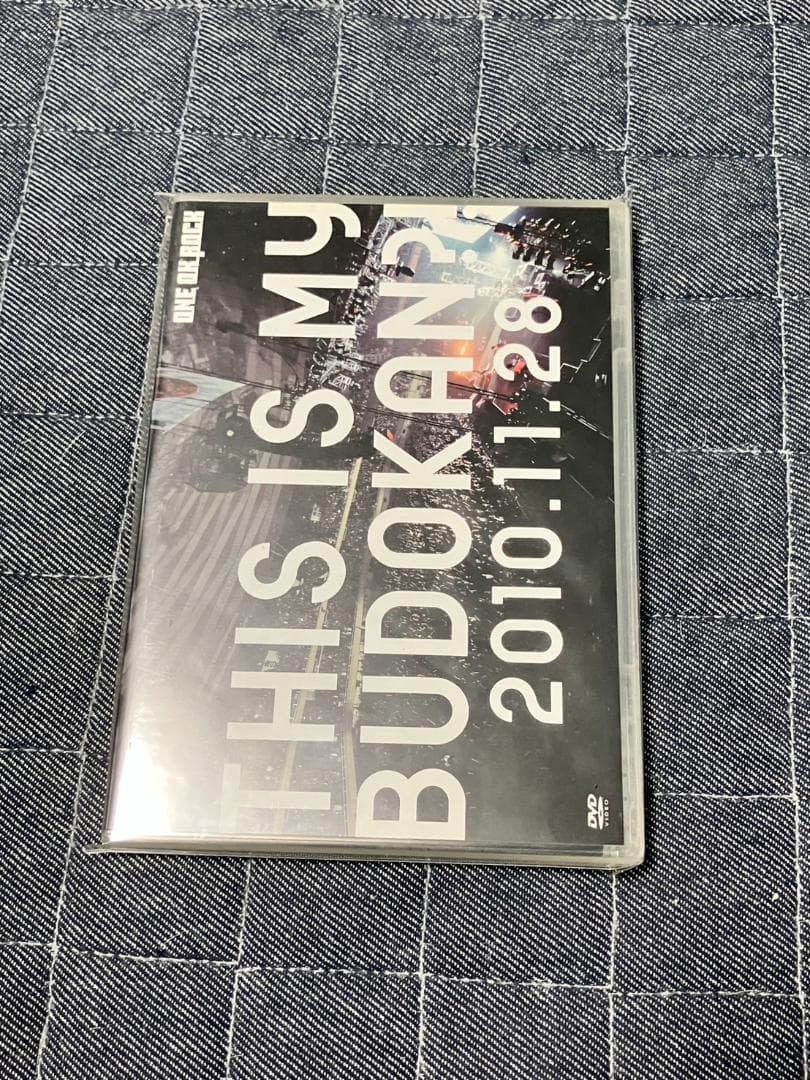 ONE OK ROCK
THIS IS MY
BUDOKAN?!
2010.11.28
DVD
VIDEO